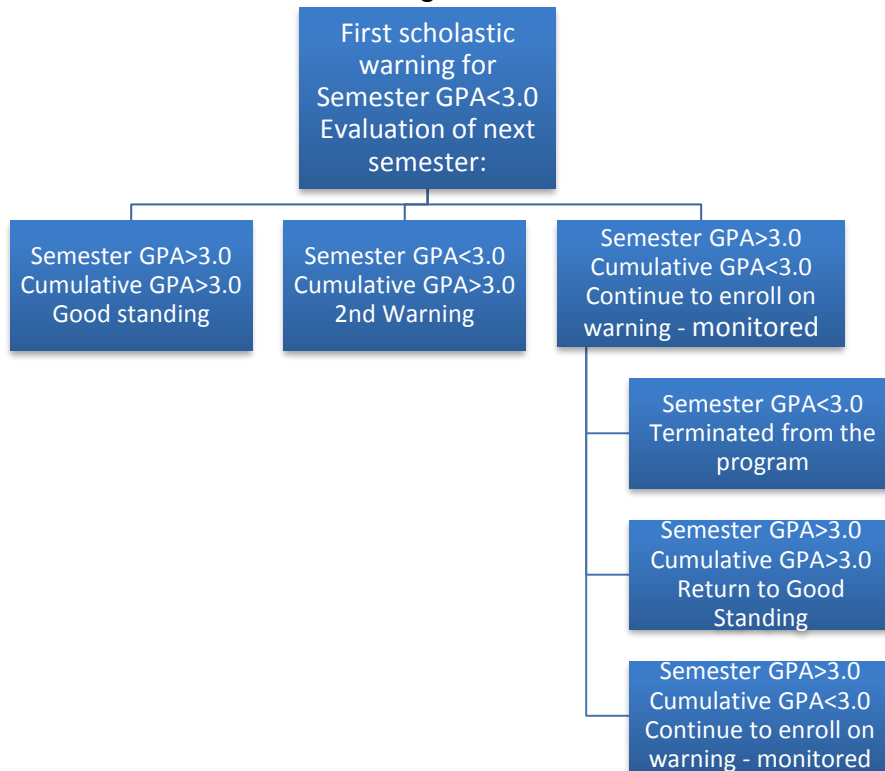 First scholastic
warning for
Semester GPA<3.0
Evaluation of next
semester:
Semester GPA>3.0
Cumulative GPA>3.0
Good standing
Semester GPA<3.0
Cumulative GPA>3.0
2nd Warning
Semester GPA>3.0
Cumulative GPA<3.0
Continue to enroll on
warning - monitored
Semester GPA<3.0
Terminated from the
program
Semester GPA>3.0
Cumulative GPA>3.0
Return to Good
Standing
Semester GPA>3.0
Cumulative GPA<3.0
Continue to enroll on
warning - monitored